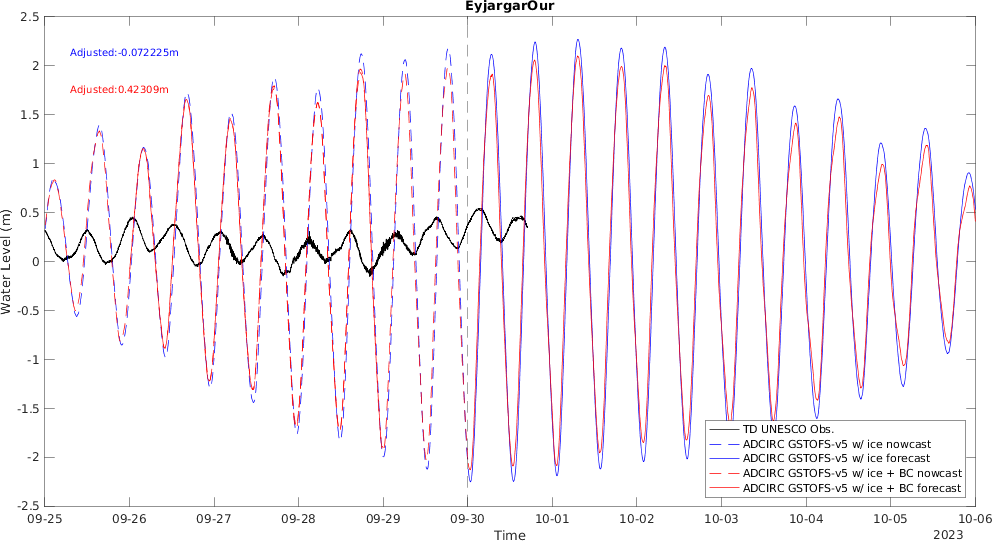 EyjargarOur
Adjusted:-0.072225m
Adjusted:0.42309m
Water Level (m)
2.5
2
1.5
1
0.5
0
-0.5
-1
-1.5
-2
-2.5
TD UNESCO Obs.
ADCIRC GSTOFS-v5 w/ ice nowcast
ADCIRC GSTOFS-v5 w/ ice forecast
ADCIRC GSTOFS-v5 w/ ice + BC nowcast
ADCIRC GSTOFS-v5 w/ ice + BC forecast
09-25 09-26 09-27 09-28 09-29 09-30 10-01 10-02 10-03 10-04 10-05 10-06
Time
2023